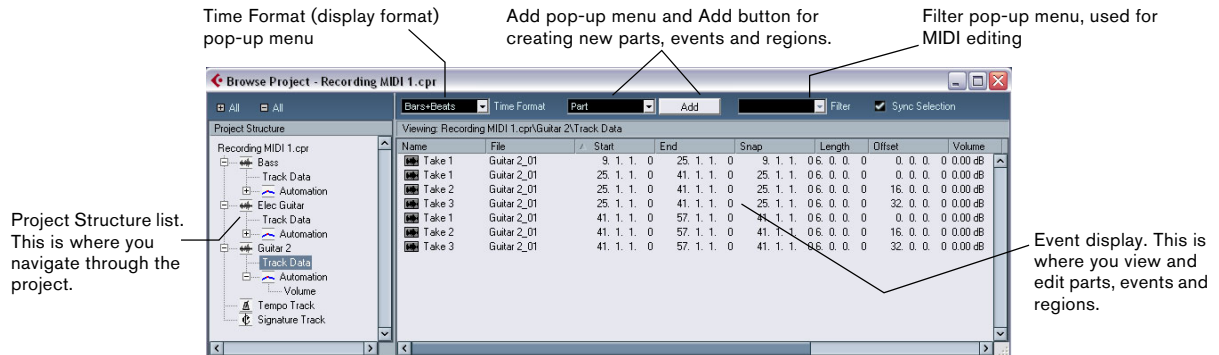 Time Format (display format)
pop-up menu
Add pop-up menu and Add button for
creating new parts, events and regions.
Filter pop-up menu, used for
MIDI editing
Browse Project - Recording MIDI 1.cpr
All All
Bars+Beats Time Format Part Add Filter Sync Selection
Project Structure
Viewing: Recording MIDI 1.cpr\Guitar 2\Track Data
Name File Start End Snap Length Offset Volume
Take 1 Guitar 2_01 9. 1. 1. 0 25. 1. 1. 0 9. 1. 1. 0 6. 0. 0. 0 0. 0. 0. 0 0.00 dB
Take 1 Guitar 2_01 25. 1. 1. 0 41. 1. 1. 0 25. 1. 1. 0 6. 0. 0. 0 0. 0. 0. 0 0.00 dB
Take 2 Guitar 2_01 25. 1. 1. 0 41. 1. 1. 0 25. 1. 1. 0 6. 0. 0. 0 16. 0. 0. 0 0.00 dB
Take 3 Guitar 2_01 25. 1. 1. 0 41. 1. 1. 0 25. 1. 1. 0 6. 0. 0. 0 32. 0. 0. 0 0.00 dB
Take 1 Guitar 2_01 41. 1. 1. 0 57. 1. 1. 0 41. 1. 1. 0 6. 0. 0. 0 0. 0. 0. 0 0.00 dB
Take 2 Guitar 2_01 41. 1. 1. 0 57. 1. 1. 0 41. 1. 1. 0 6. 0. 0. 0 16. 0. 0. 0 0.00 dB
Take 3 Guitar 2_01 41. 1. 1. 0 57. 1. 1. 0 41. 1. 1. 0 6. 0. 0. 0 32. 0. 0. 0 0.00 dB
Recording MIDI 1.cpr
Bass
Track Data
Automation
Elec Guitar
Track Data
Automation
Guitar 2
Track Data
Automation
Volume
Tempo Track
Signature Track
Project Structure list.
This is where you
navigate through the
project.
Event display. This is
where you view and
edit parts, events and
regions.